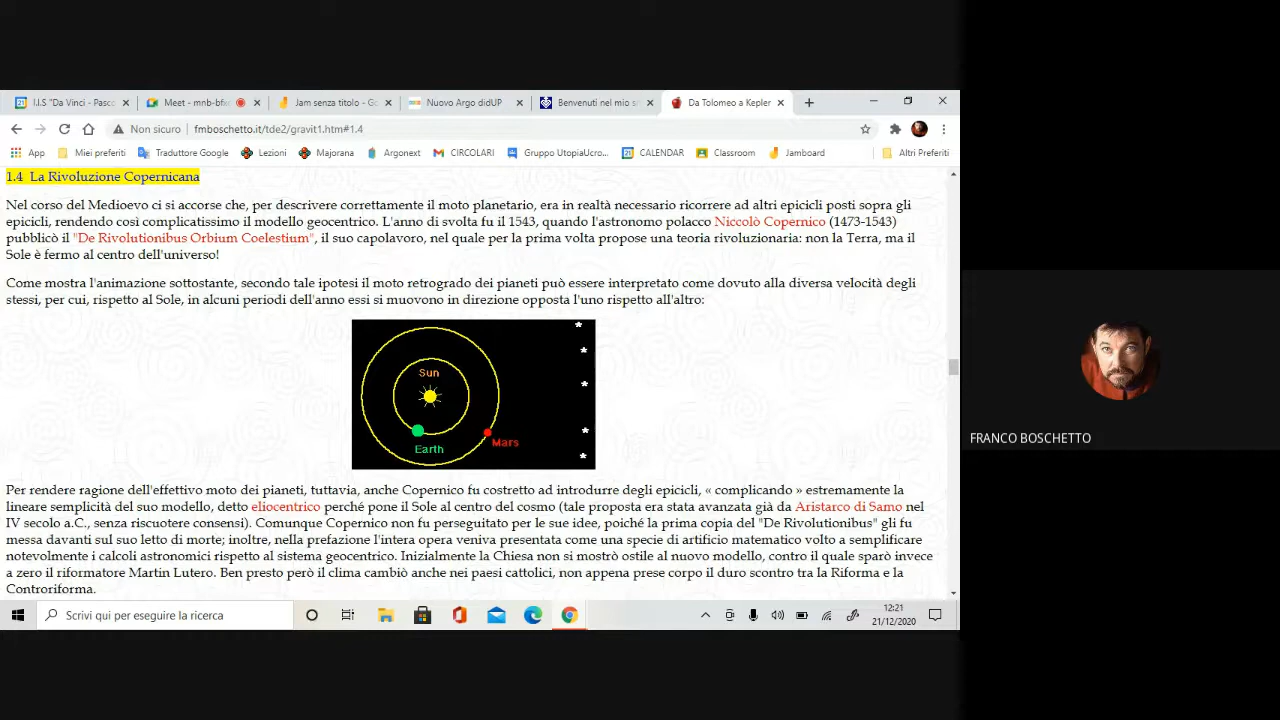 I.I.S "Da Vinci - Pasco
Meet - mnb-bfix
Jam senza titolo - Go
Nuovo Argo didUP
Benvenuti nel mio si
Da Tolomeo a Kepler
Non sicuro
fmboschetto.it/tde2/gravit1.htm#1.4
App
Miei preferiti
Traduttore Google
Lezioni
Majorana
Argonext
CIRCOLARI
Gruppo UtopiaUcro...
CALENDAR
Classroom
Jamboard
Altri Preferiti
1.4 La Rivoluzione Copernicana
Nel corso del Medioevo ci si accorse che, per descrivere correttamente il moto planetario, era in realtà necessario ricorrere ad altri epicicli posti sopra gli
epicicli, rendendo così complicatissimo il modello geocentrico. L'anno di svolta fu il 1543, quando l'astronomo polacco Niccolò Copernico (1473-1543)
pubblicò il "De Rivolutionibus Orbium Coelestium", il suo capolavoro, nel quale per la prima volta propose una teoria rivoluzionaria: non la Terra, ma il
Sole è fermo al centro dell'universo!
Come mostra l'animazione sottostante, secondo tale ipotesi il moto retrogrado dei pianeti può essere interpretato come dovuto alla diversa velocità degli
stessi, per cui, rispetto al Sole, in alcuni periodi dell'anno essi si muovono in direzione opposta l'uno rispetto all'altro:
Sun
Earth
Mars
Per rendere ragione dell'effettivo moto dei pianeti, tuttavia, anche Copernico fu costretto ad introdurre degli epicicli, « complicando » estremamente la
lineare semplicità del suo modello, detto eliocentrico perché pone il Sole al centro del cosmo (tale proposta era stata avanzata già da Aristarco di Samo nel
IV secolo a.C., senza riscuotere consensi). Comunque Copernico non fu perseguitato per le sue idee, poiché la prima copia del "De Rivolutionibus" gli fu
messa davanti sul suo letto di morte; inoltre, nella prefazione l'intera opera veniva presentata come una specie di artificio matematico volto a semplificare
notevolmente i calcoli astronomici rispetto al sistema geocentrico. Inizialmente la Chiesa non si mostrò ostile al nuovo modello, contro il quale sparò invece
a zero il riformatore Martin Lutero. Ben presto però il clima cambiò anche nei paesi cattolici, non appena prese corpo il duro scontro tra la Riforma e la
Controriforma.
Scrivi qui per eseguire la ricerca
12:21
21/12/2020
FRANCO BOSCHETTO